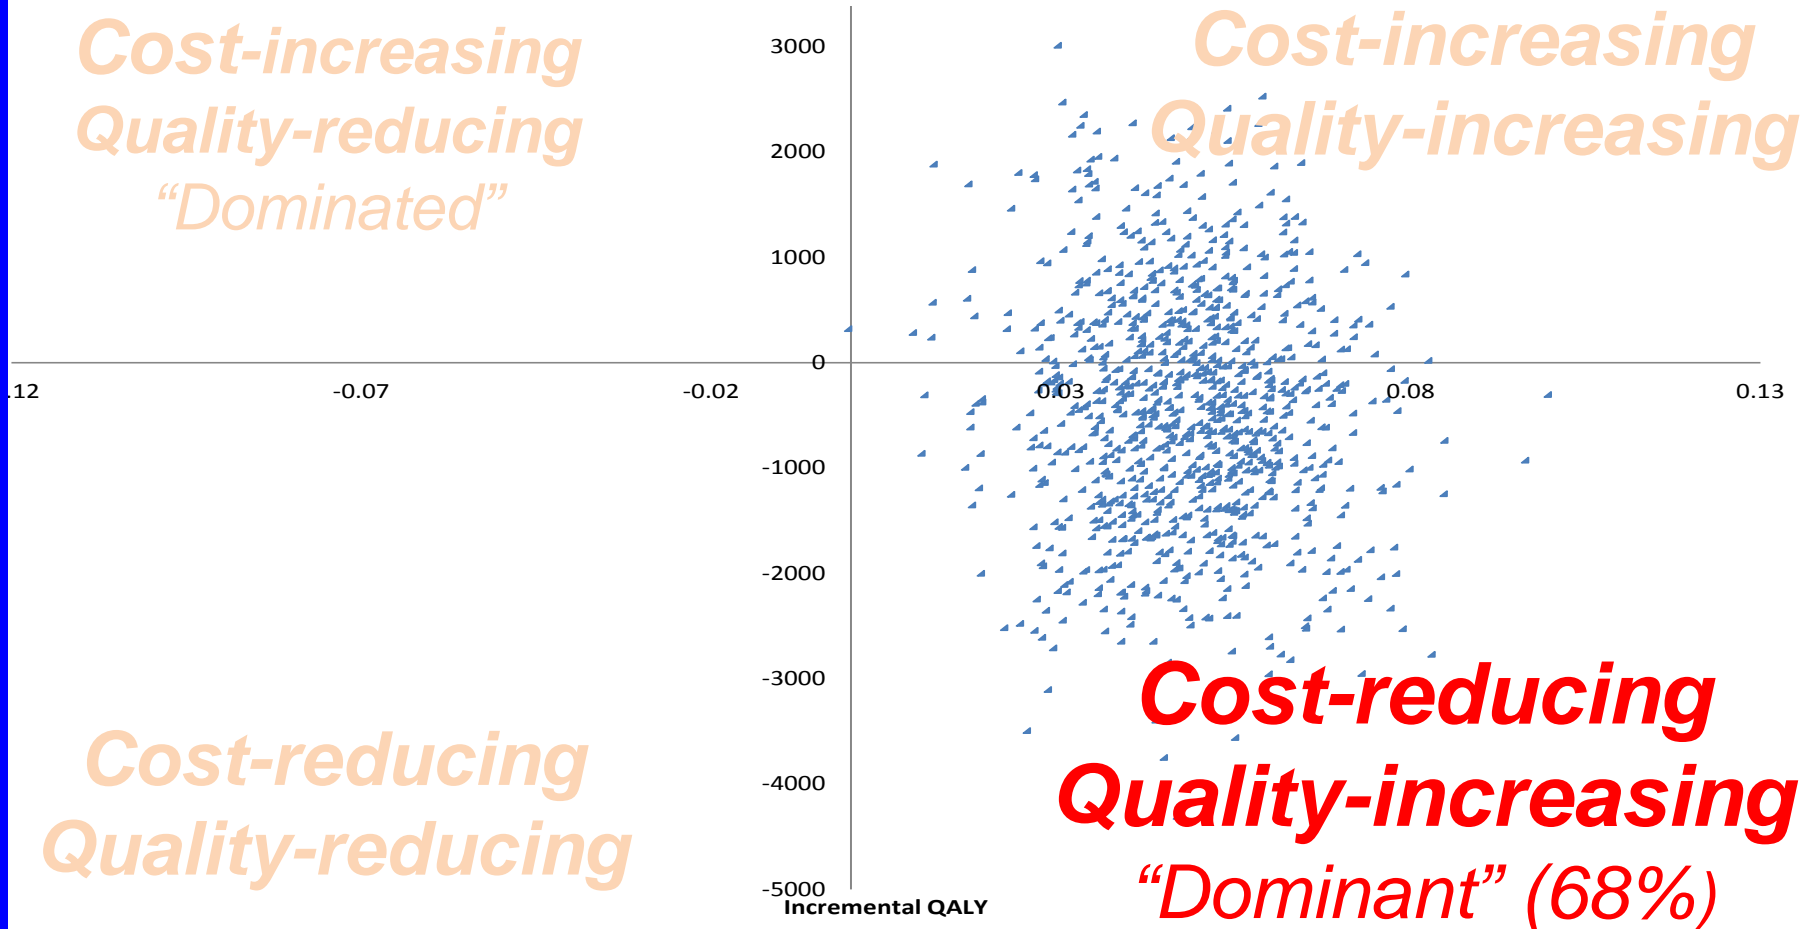 Cost-increasing
Quality-reducing
“Dominated”
Cost-increasing
Quality-increasing
3000
2000
1000
0
.12 -0.07 -0.02 0.03 0.08 0.13
-1000
-2000
-3000
-4000
-5000
Incremental QALY
Cost-reducing
Quality-reducing
Cost-reducing
Quality-increasing
“Dominant” (68%)